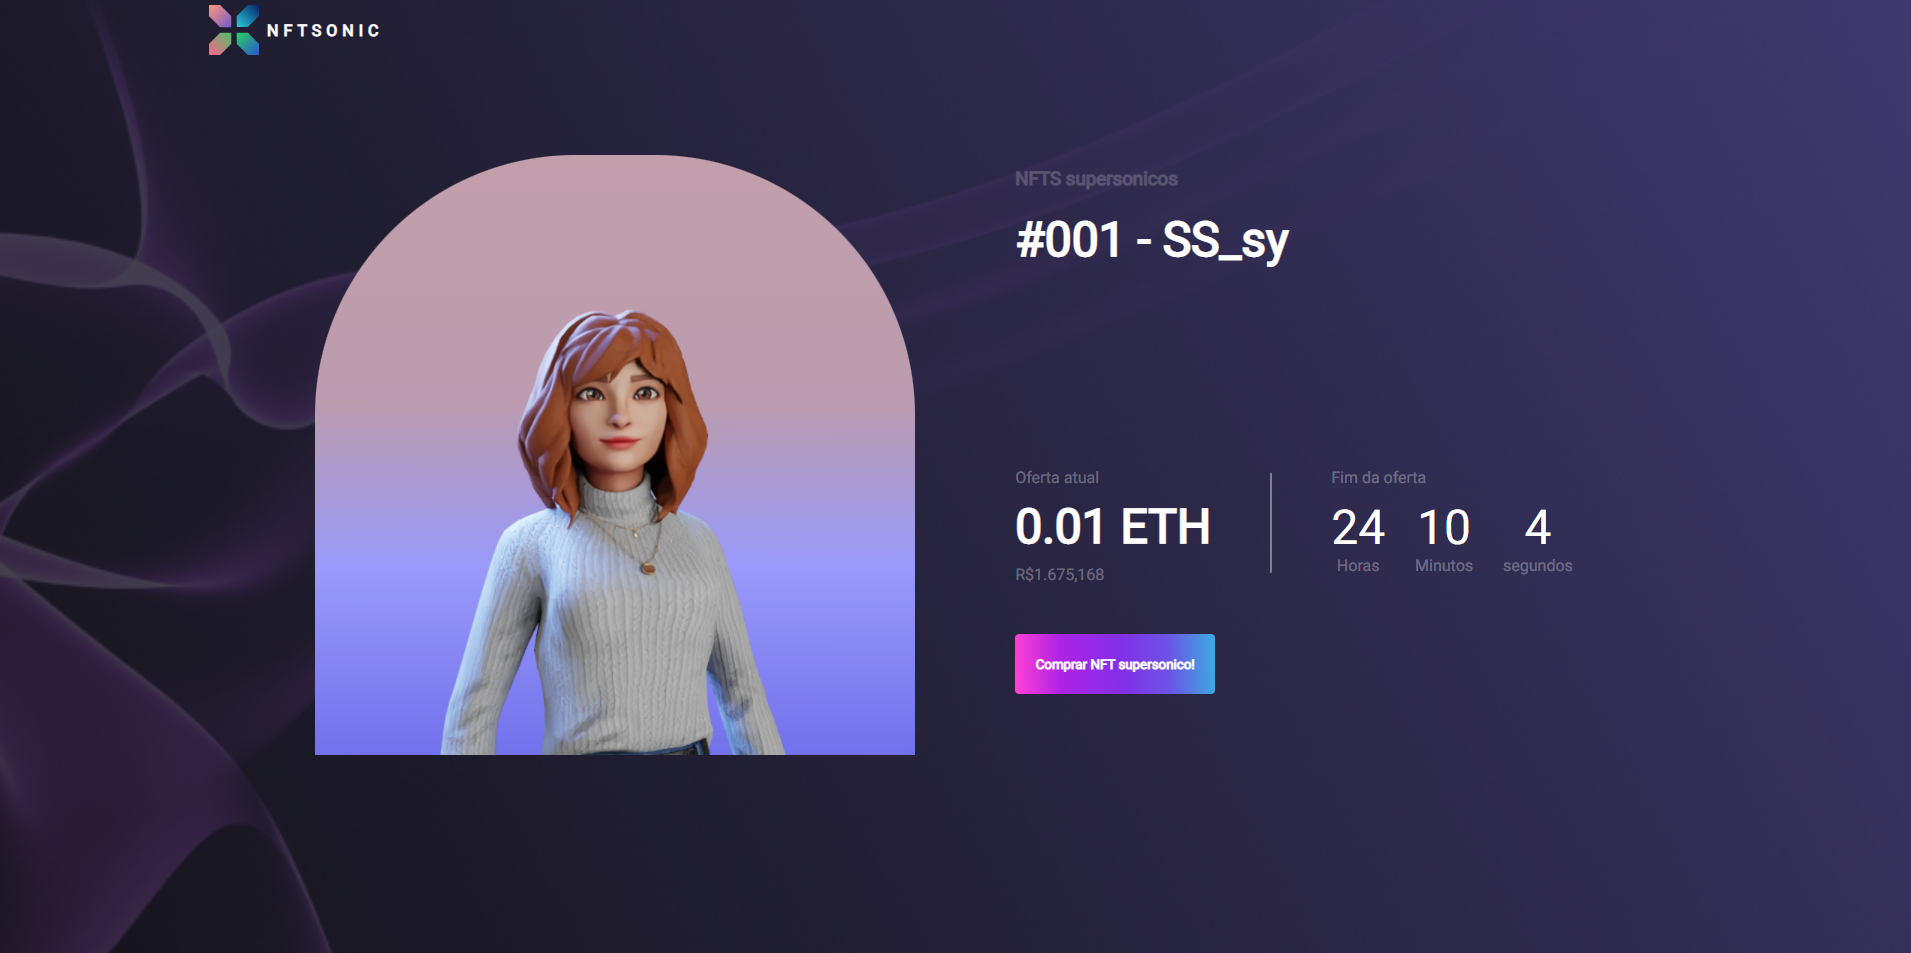 NFTSONIC
NFTS supersonicos
#001 - SS_sy
Oferta atual
0.01 ETH
R$1.675,168
Fim da oferta
24 10 4
Horas Minutos segundos
Comprar NFT supersonico!